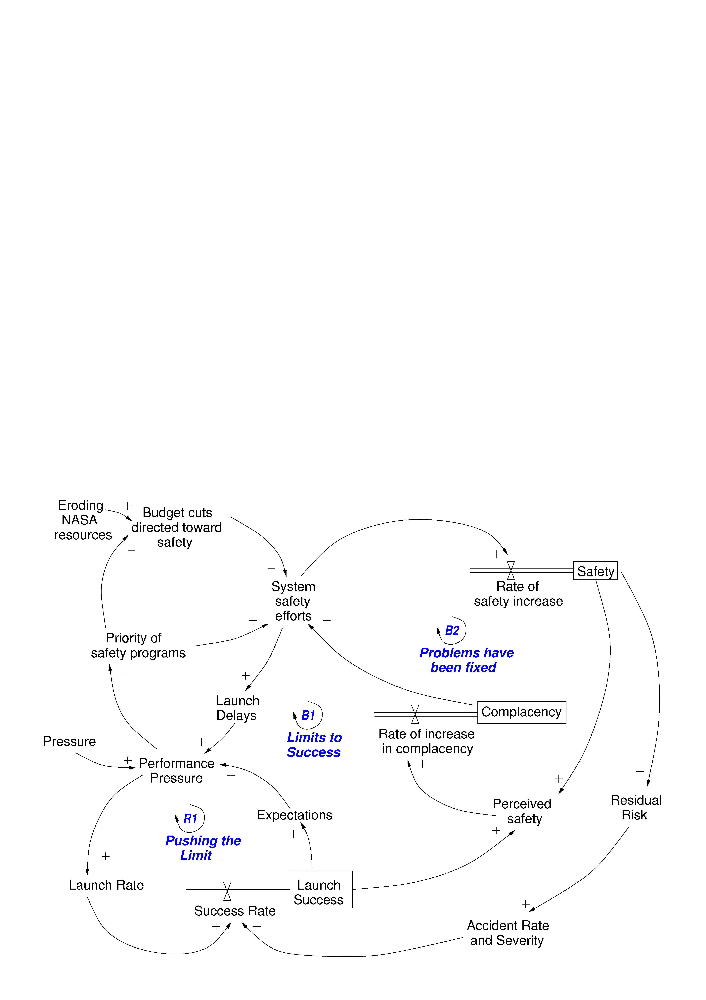 Eroding
NASA
resources
+
Budget cuts
directed toward
safety
−
−
+
System
safety
efforts
+
−
Rate of
safety increase
Safety
B2
Problems have
been fixed
Priority of
safety programs
−
+
Launch
Delays
+
B1
Limits to
Success
Complacency
Rate of increase
in complacency
+
Pressure
+
Performance
Pressure
+
−
+
Perceived
safety
+
Residual
Risk
Expectations
+
R1
Pushing the
Limit
+
Launch Rate
Launch
Success
Success Rate
+
−
+
Accident Rate
and Severity